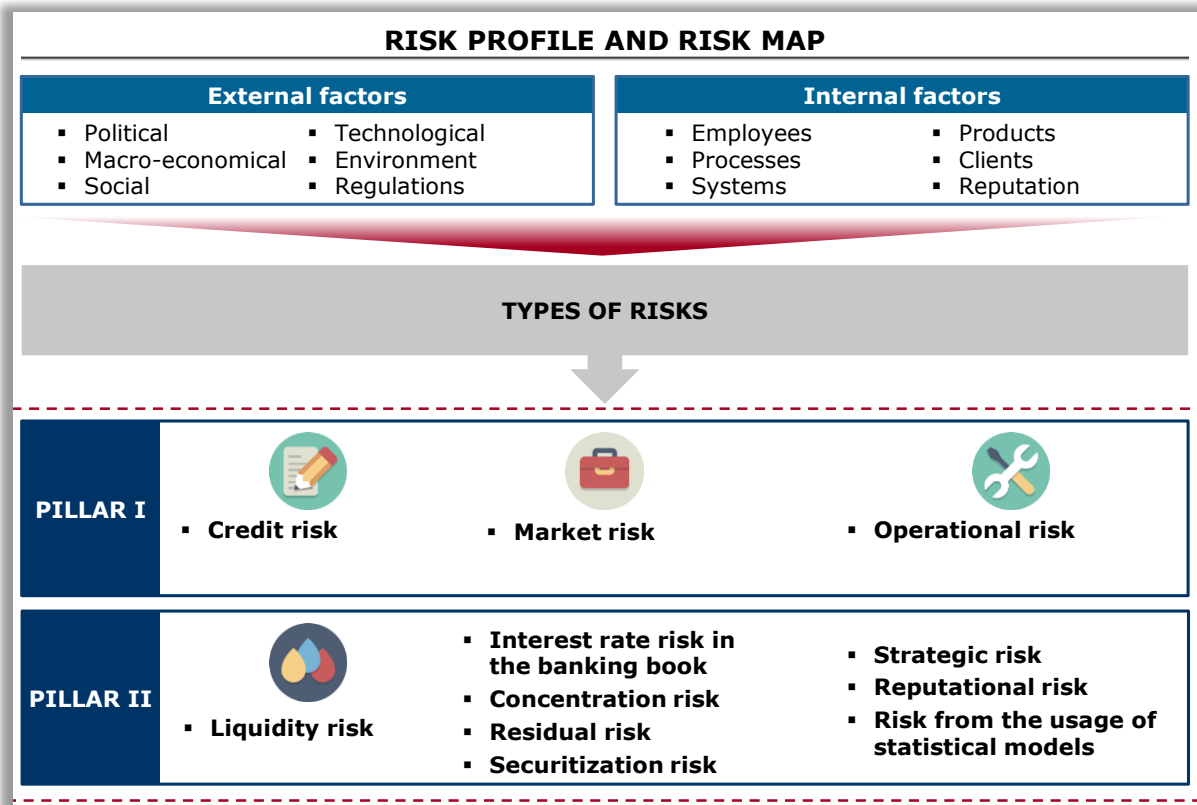 RISK PROFILE AND RISK MAP
External factors
▪ Political
▪ Macro-economical
▪ Social
▪ Technological
▪ Environment
▪ Regulations
Internal factors
▪ Employees
▪ Processes
▪ Systems
▪ Products
▪ Clients
▪ Reputation
TYPES OF RISKS
PILLAR I
▪ Credit risk
▪ Market risk
▪ Operational risk
PILLAR II
▪ Liquidity risk
▪ Interest rate risk in
the banking book
▪ Concentration risk
▪ Residual risk
▪ Securitization risk
▪ Strategic risk
▪ Reputational risk
▪ Risk from the usage of
statistical models